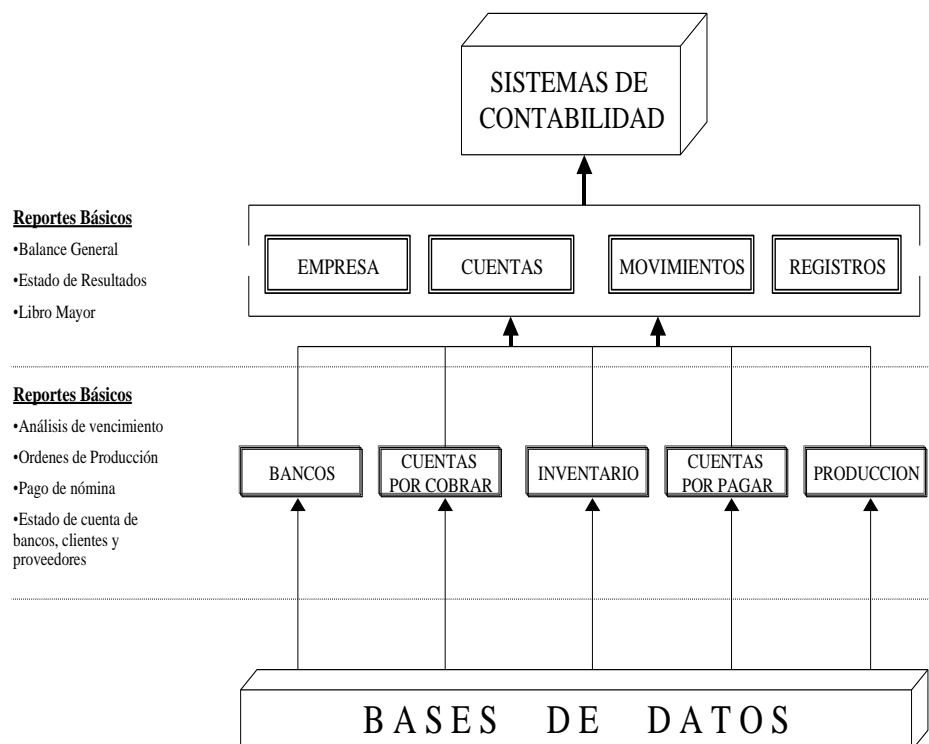 SISTEMAS DE
CONTABILIDAD
Reportes Básicos
•Balance General
•Estado de Resultados
•Libro Mayor
EMPRESA
CUENTAS
MOVIMIENTOS
REGISTROS
Reportes Básicos
•Análisis de vencimiento
•Ordenes de Producción
•Pago de nómina
•Estado de cuenta de
bancos, clientes y
proveedores
BANCOS
CUENTAS
POR COBRAR
INVENTARIO
CUENTAS
POR PAGAR
PRODUCCION
BASES DE DATOS